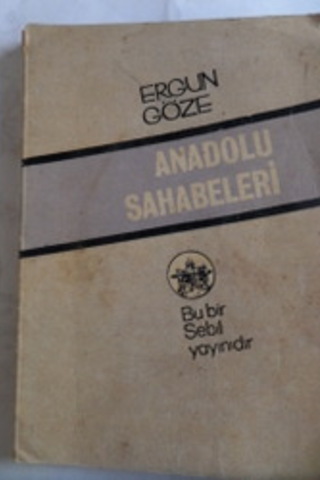 ERGUN
GÖZE
ANADOLU
SAHABELERİ
Bu bir
Sebil
yayınıdır